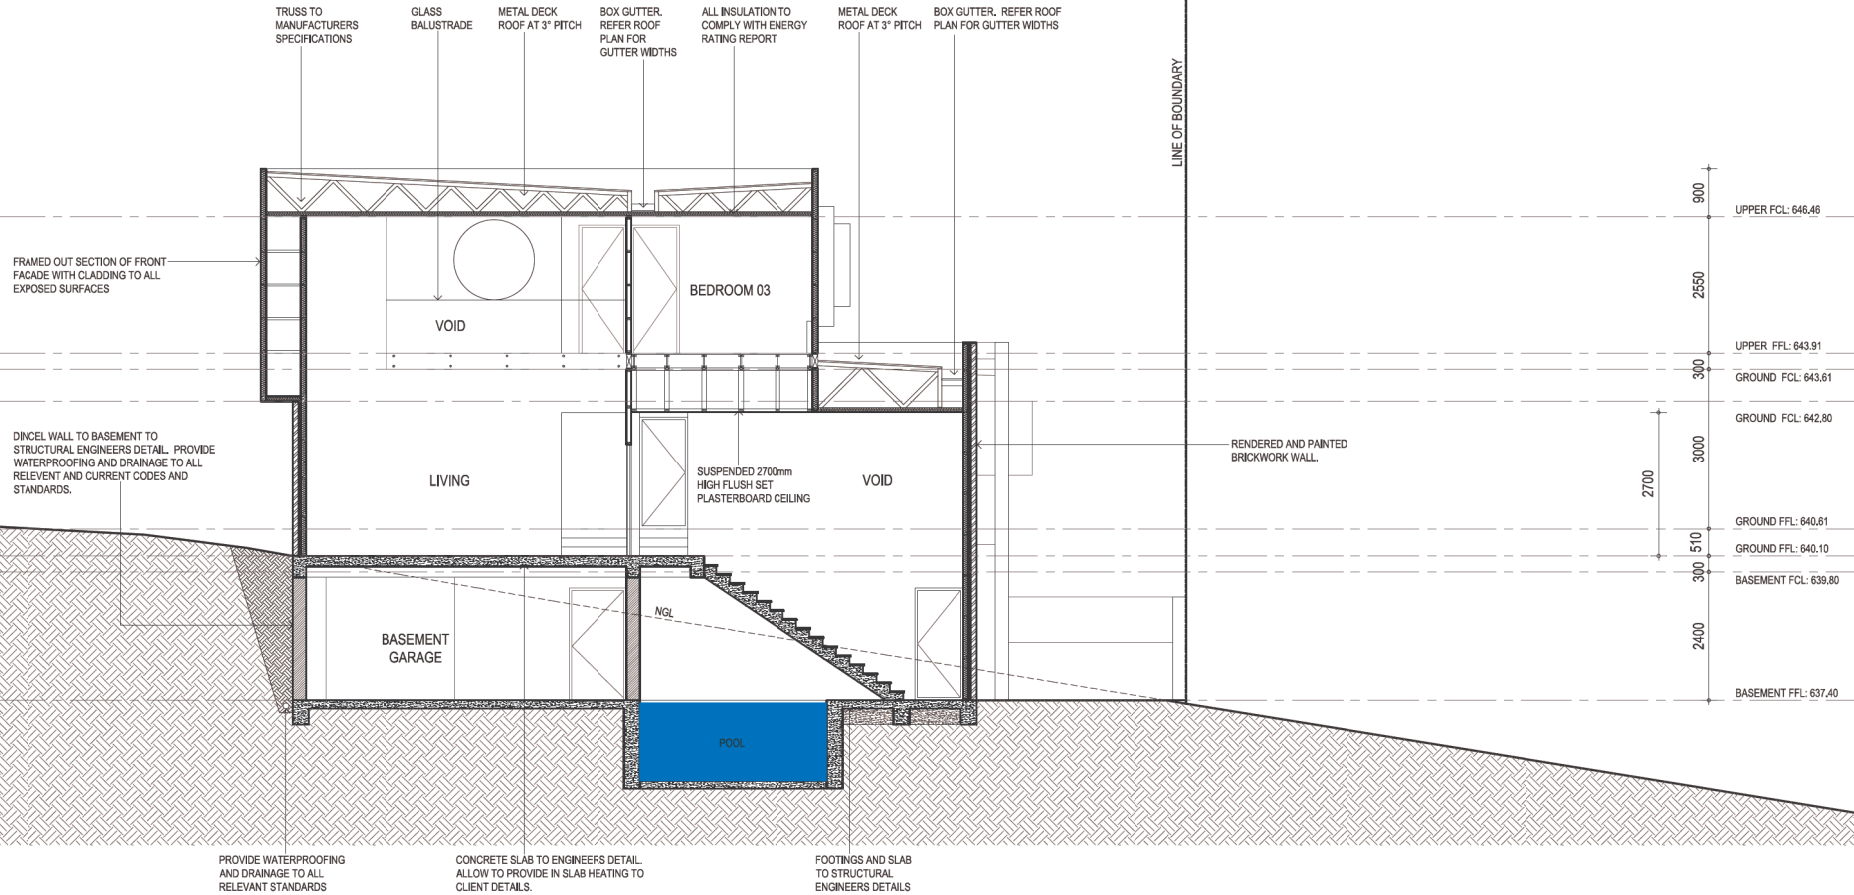 TRUSS TO
MANUFACTURERS
SPECIFICATIONS
GLASS
BALUSTRADE
METAL DECK
ROOF AT 3° PITCH
BOX GUTTER.
REFER ROOF
PLAN FOR
GUTTER WIDTHS
ALL INSULATION TO
COMPLY WITH ENERGY
RATING REPORT
METAL DECK
ROOF AT 3° PITCH
BOX GUTTER. REFER ROOF
PLAN FOR GUTTER WIDTHS
LINE OF BOUNDARY
900
UPPER FCL: 646.46
FRAMED OUT SECTION OF FRONT
FACADE WITH CLADDING TO ALL
EXPOSED SURFACES
BEDROOM 03
VOID
2550
UPPER FFL: 643.91
300
GROUND FCL: 643.61
GROUND FCL: 642.80
DINCEL WALL TO BASEMENT TO
STRUCTURAL ENGINEERS DETAIL. PROVIDE
WATERPROOFING AND DRAINAGE TO ALL
RELEVENT AND CURRENT CODES AND
STANDARDS.
LIVING
SUSPENDED 2700mm
HIGH FLUSH SET
PLASTERBOARD CEILING
VOID
RENDERED AND PAINTED
BRICKWORK WALL.
2700
3000
GROUND FFL: 640.61
510
GROUND FFL: 640.10
300
BASEMENT FCL: 639.80
NGL
BASEMENT
GARAGE
2400
BASEMENT FFL: 637.40
POOL
PROVIDE WATERPROOFING
AND DRAINAGE TO ALL
RELEVANT STANDARDS
CONCRETE SLAB TO ENGINEERS DETAIL.
ALLOW TO PROVIDE IN SLAB HEATING TO
CLIENT DETAILS.
FOOTINGS AND SLAB
TO STRUCTURAL
ENGINEERS DETAILS